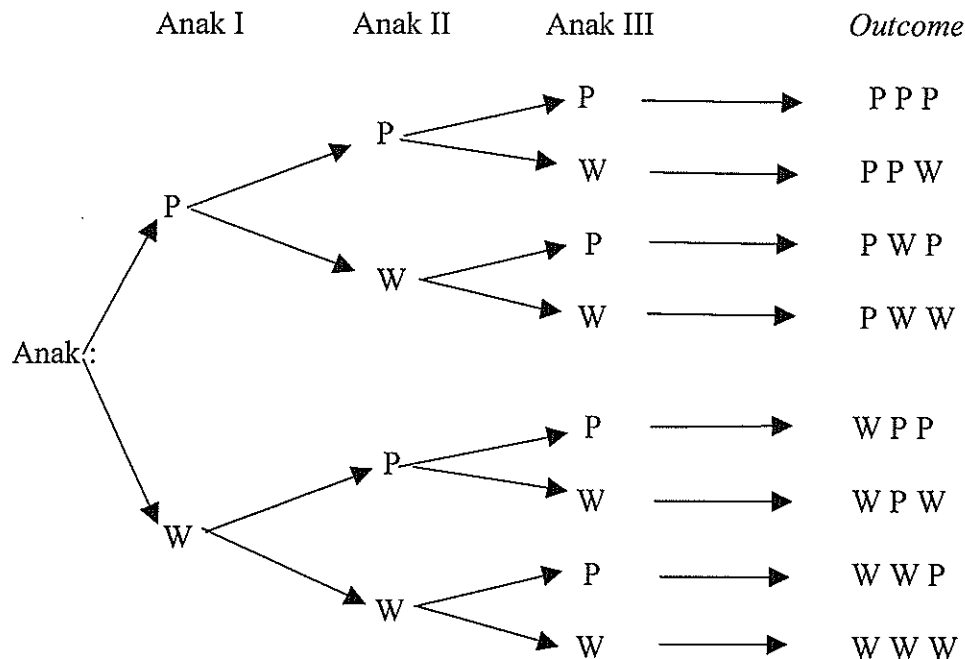 Anak I Anak II Anak III Outcome
P P P P
P
W P P W
P
P P W P
W
W P W W
Anak :
P W P P
P
W W P W
W
P W W P
W
W W W W